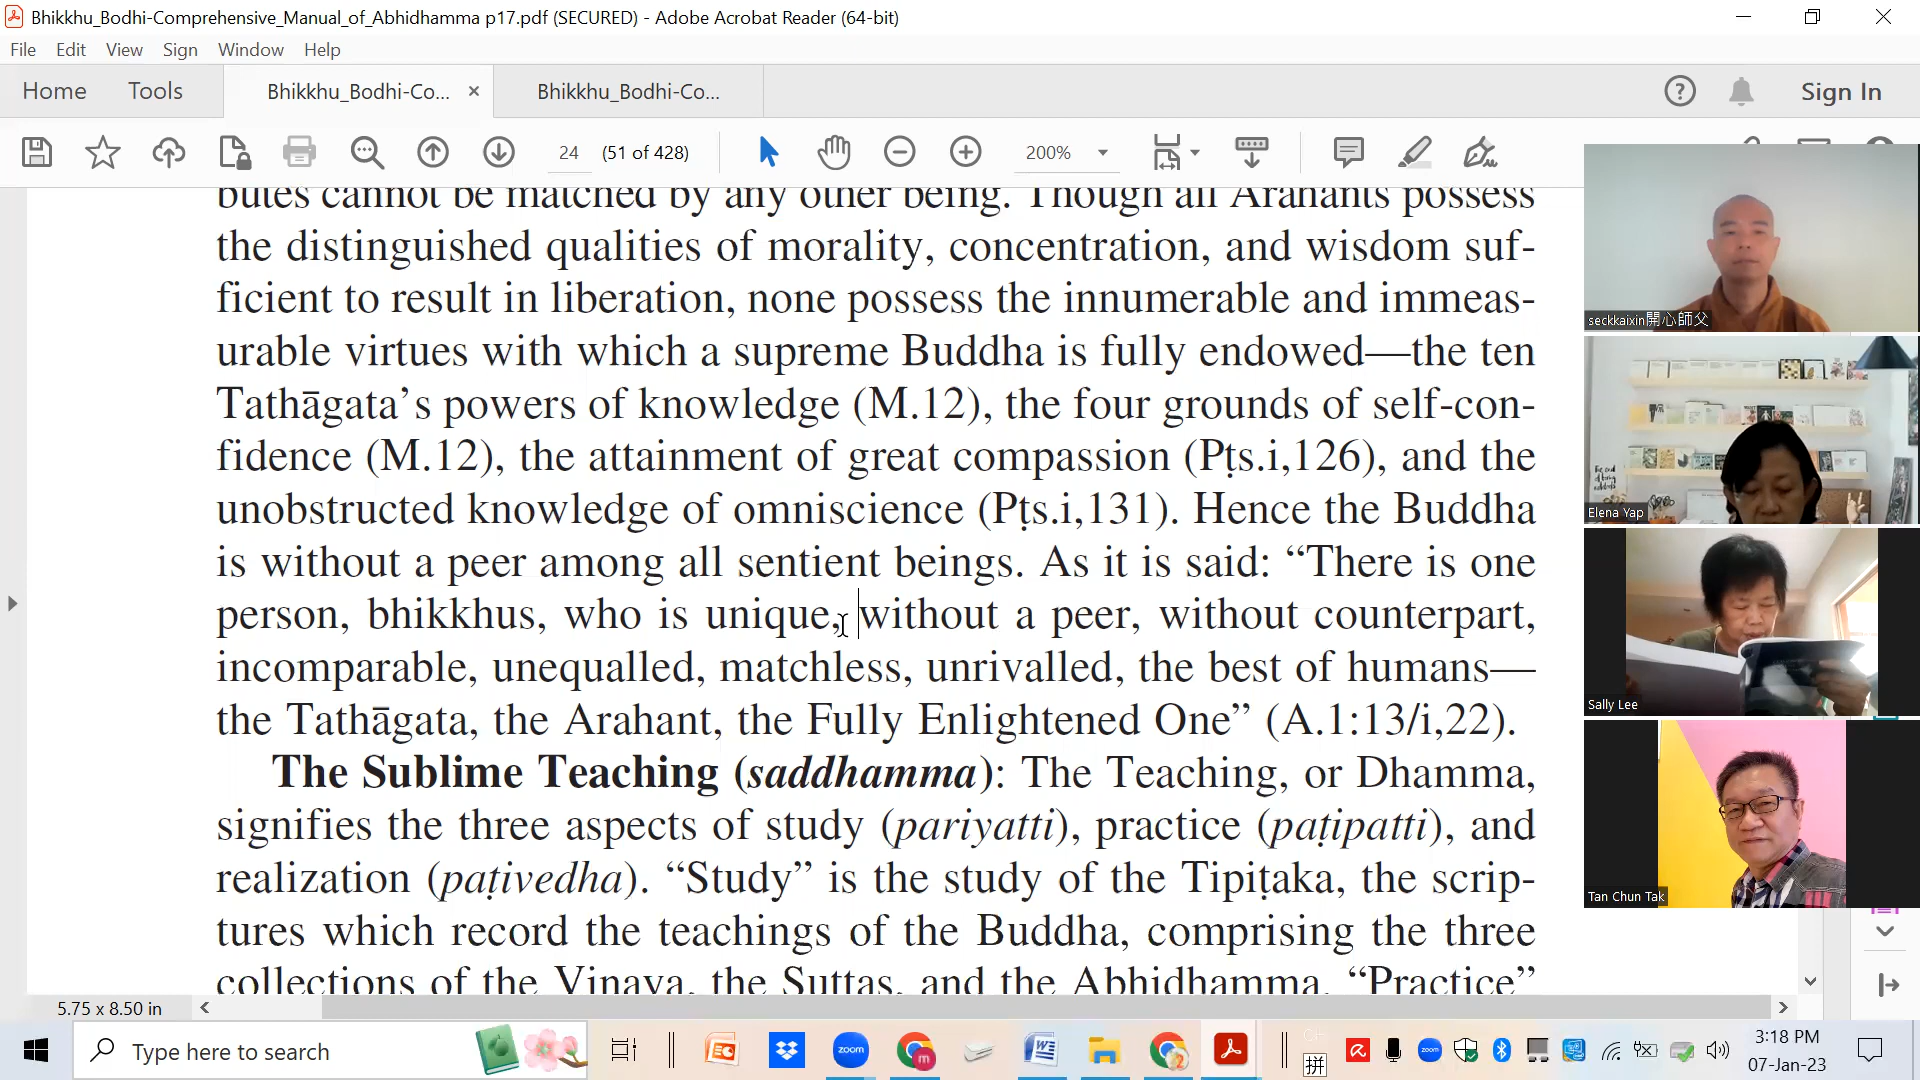 Bhikkhu_Bodhi-Comprehensive_Manual_of_Abhidhamma p17.pdf (SECURED) - Adobe Acrobat Reader (64-bit)
File Edit View Sign Window Help
Home Tools Bhikkhu_Bodhi-Co... × Bhikkhu_Bodhi-Co... Sign In
24 (51 of 428) 200%
butes cannot be matched by any other being. Though all Arahants possess
the distinguished qualities of morality, concentration, and wisdom suf-
ficient to result in liberation, none possess the innumerable and immeas-
urable virtues with which a supreme Buddha is fully endowed—the ten
Tathāgata’s powers of knowledge (M.12), the four grounds of self-con-
fidence (M.12), the attainment of great compassion (Pṭs.i,126), and the
unobstructed knowledge of omniscience (Pṭs.i,131). Hence the Buddha
is without a peer among all sentient beings. As it is said: “There is one
person, bhikkhus, who is unique, without a peer, without counterpart,
incomparable, unequalled, matchless, unrivalled, the best of humans—
the Tathāgata, the Arahant, the Fully Enlightened One” (A.1:13/i,22).
The Sublime Teaching (saddhamma): The Teaching, or Dhamma,
signifies the three aspects of study (pariyatti), practice (paṭipatti), and
realization (paṭivedha). “Study” is the study of the Tipiṭaka, the scrip-
tures which record the teachings of the Buddha, comprising the three
collections of the Vinaya, the Suttas, and the Abhidhamma. “Practice”
seckkaixin開心師父
Elena Yap
Sally Lee
Tan Chun Tak
5.75 x 8.50 in
Type here to search
zoom
拼
3:18 PM
07-Jan-23